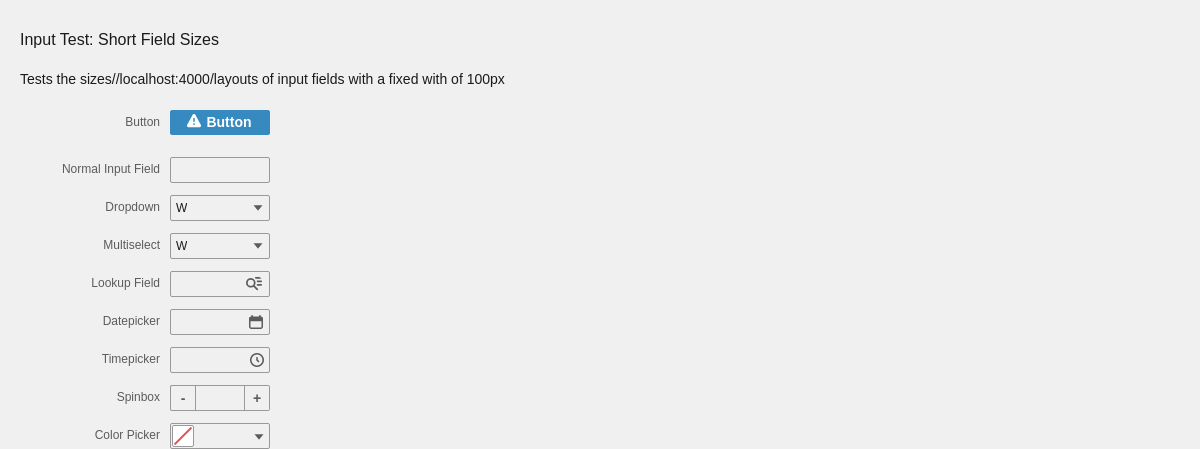 Input Test: Short Field Sizes
Tests the sizes//localhost:4000/layouts of input fields with a fixed with of 100px
Button Button
Normal Input Field
Dropdown W
Multiselect W
Lookup Field
Datepicker
Timepicker
Spinbox - +
Color Picker